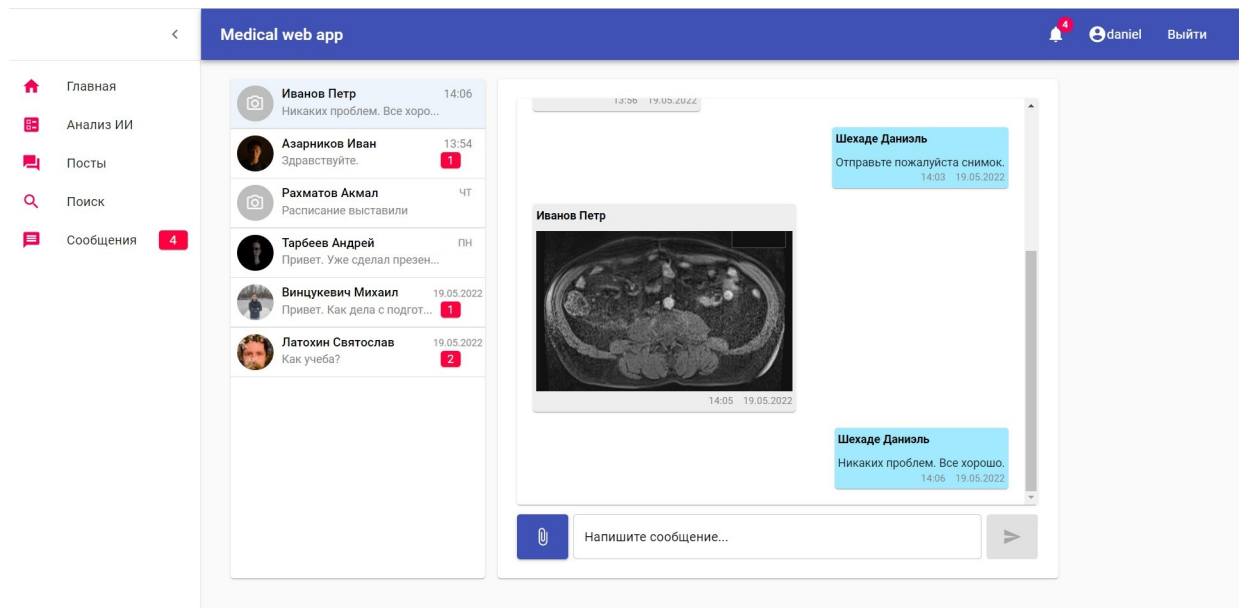 Medical web app
4
daniel
Выйти
Главная
Анализ ИИ
Посты
Поиск
Сообщения 4
Иванов Петр 14:06
Никаких проблем. Все хоро...
Азарников Иван 13:54
Здравствуйте. 1
Рахматов Акмал ЧТ
Расписание выставили
Тарбеев Андрей ПН
Привет. Уже сделал презен...
Винцукевич Михаил 19.05.2022
Привет. Как дела с подгот... 1
Латохин Святослав 19.05.2022
Как учеба? 2
13:56 19.05.2022
Шехаде Даниэль
Отправьте пожалуйста снимок.
14:03 19.05.2022
Иванов Петр
14:05 19.05.2022
Шехаде Даниэль
Никаких проблем. Все хорошо.
14:06 19.05.2022
Напишите сообщение...